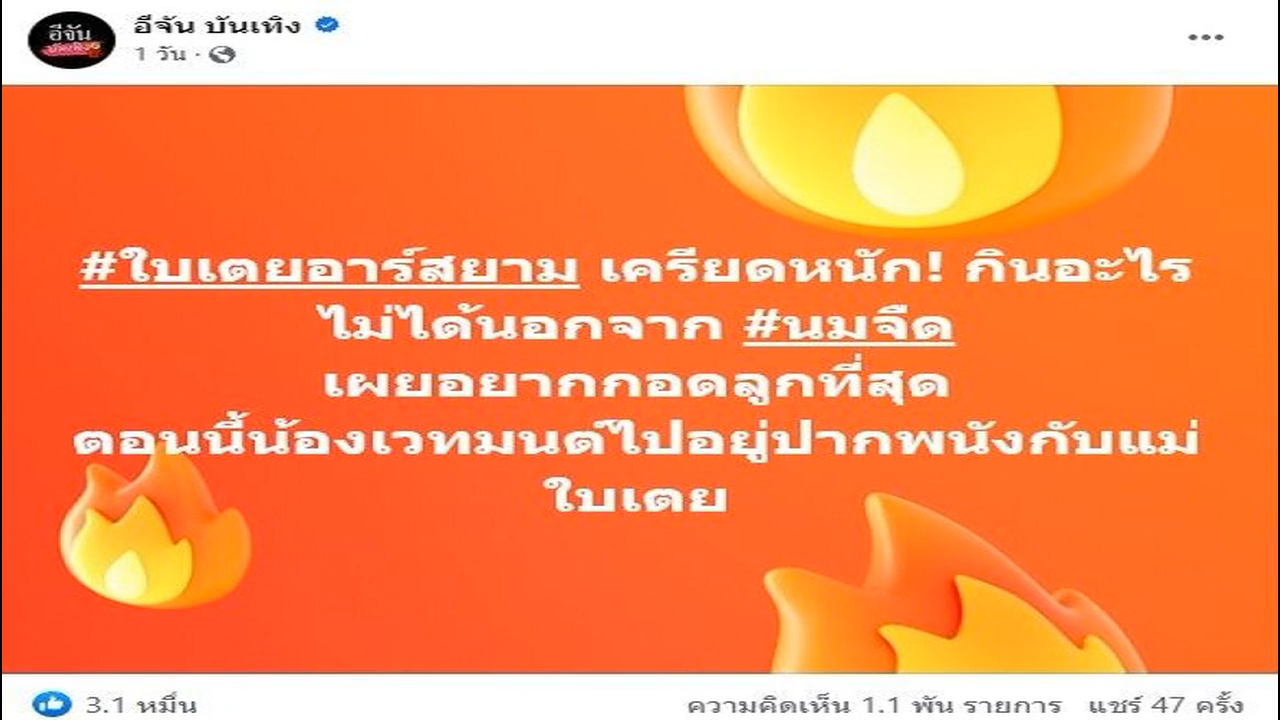 อีจัน
อีจัน บันเทิง
1 วัน ·
#ใบเตยอาร์สยาม เครียดหนัก! กินอะไร
ไม่ได้นอกจาก #นมจืด
เผยอยากกอดลูกที่สุด
ตอนนี้น้องเวทมนต์ไปอยู่ปากพนังกับแม่
ใบเตย
3.1 หมื่น
ความคิดเห็น 1.1 พัน รายการ แชร์ 47 ครั้ง